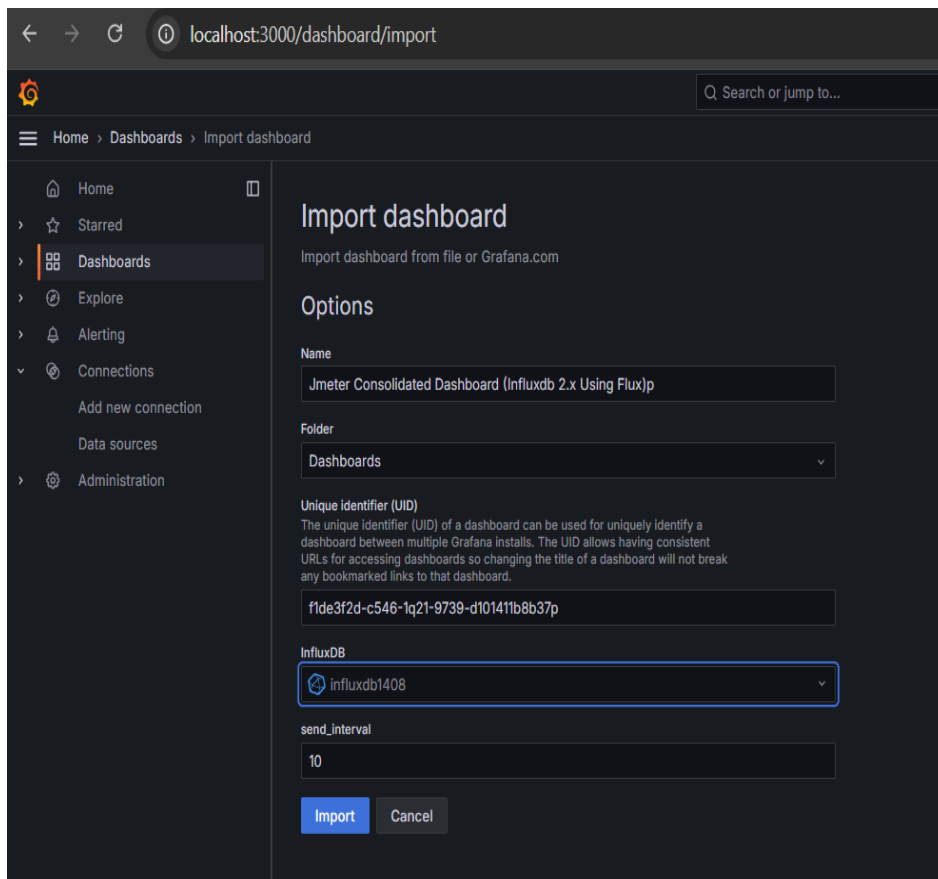 localhost:3000/dashboard/import
Search or jump to...
Home › Dashboards › Import dashboard
Home
Starred
Dashboards
Explore
Alerting
Connections
Add new connection
Data sources
Administration
Import dashboard
Import dashboard from file or Grafana.com
Options
Name
Jmeter Consolidated Dashboard (Influxdb 2.x Using Flux)p
Folder
Dashboards
Unique identifier (UID)
The unique identifier (UID) of a dashboard can be used for uniquely identify a
dashboard between multiple Grafana installs. The UID allows having consistent
URLs for accessing dashboards so changing the title of a dashboard will not break
any bookmarked links to that dashboard.
f1de3f2d-c546-1q21-9739-d101411b8b37p
InfluxDB
influxdb1408
send_interval
10
Import Cancel